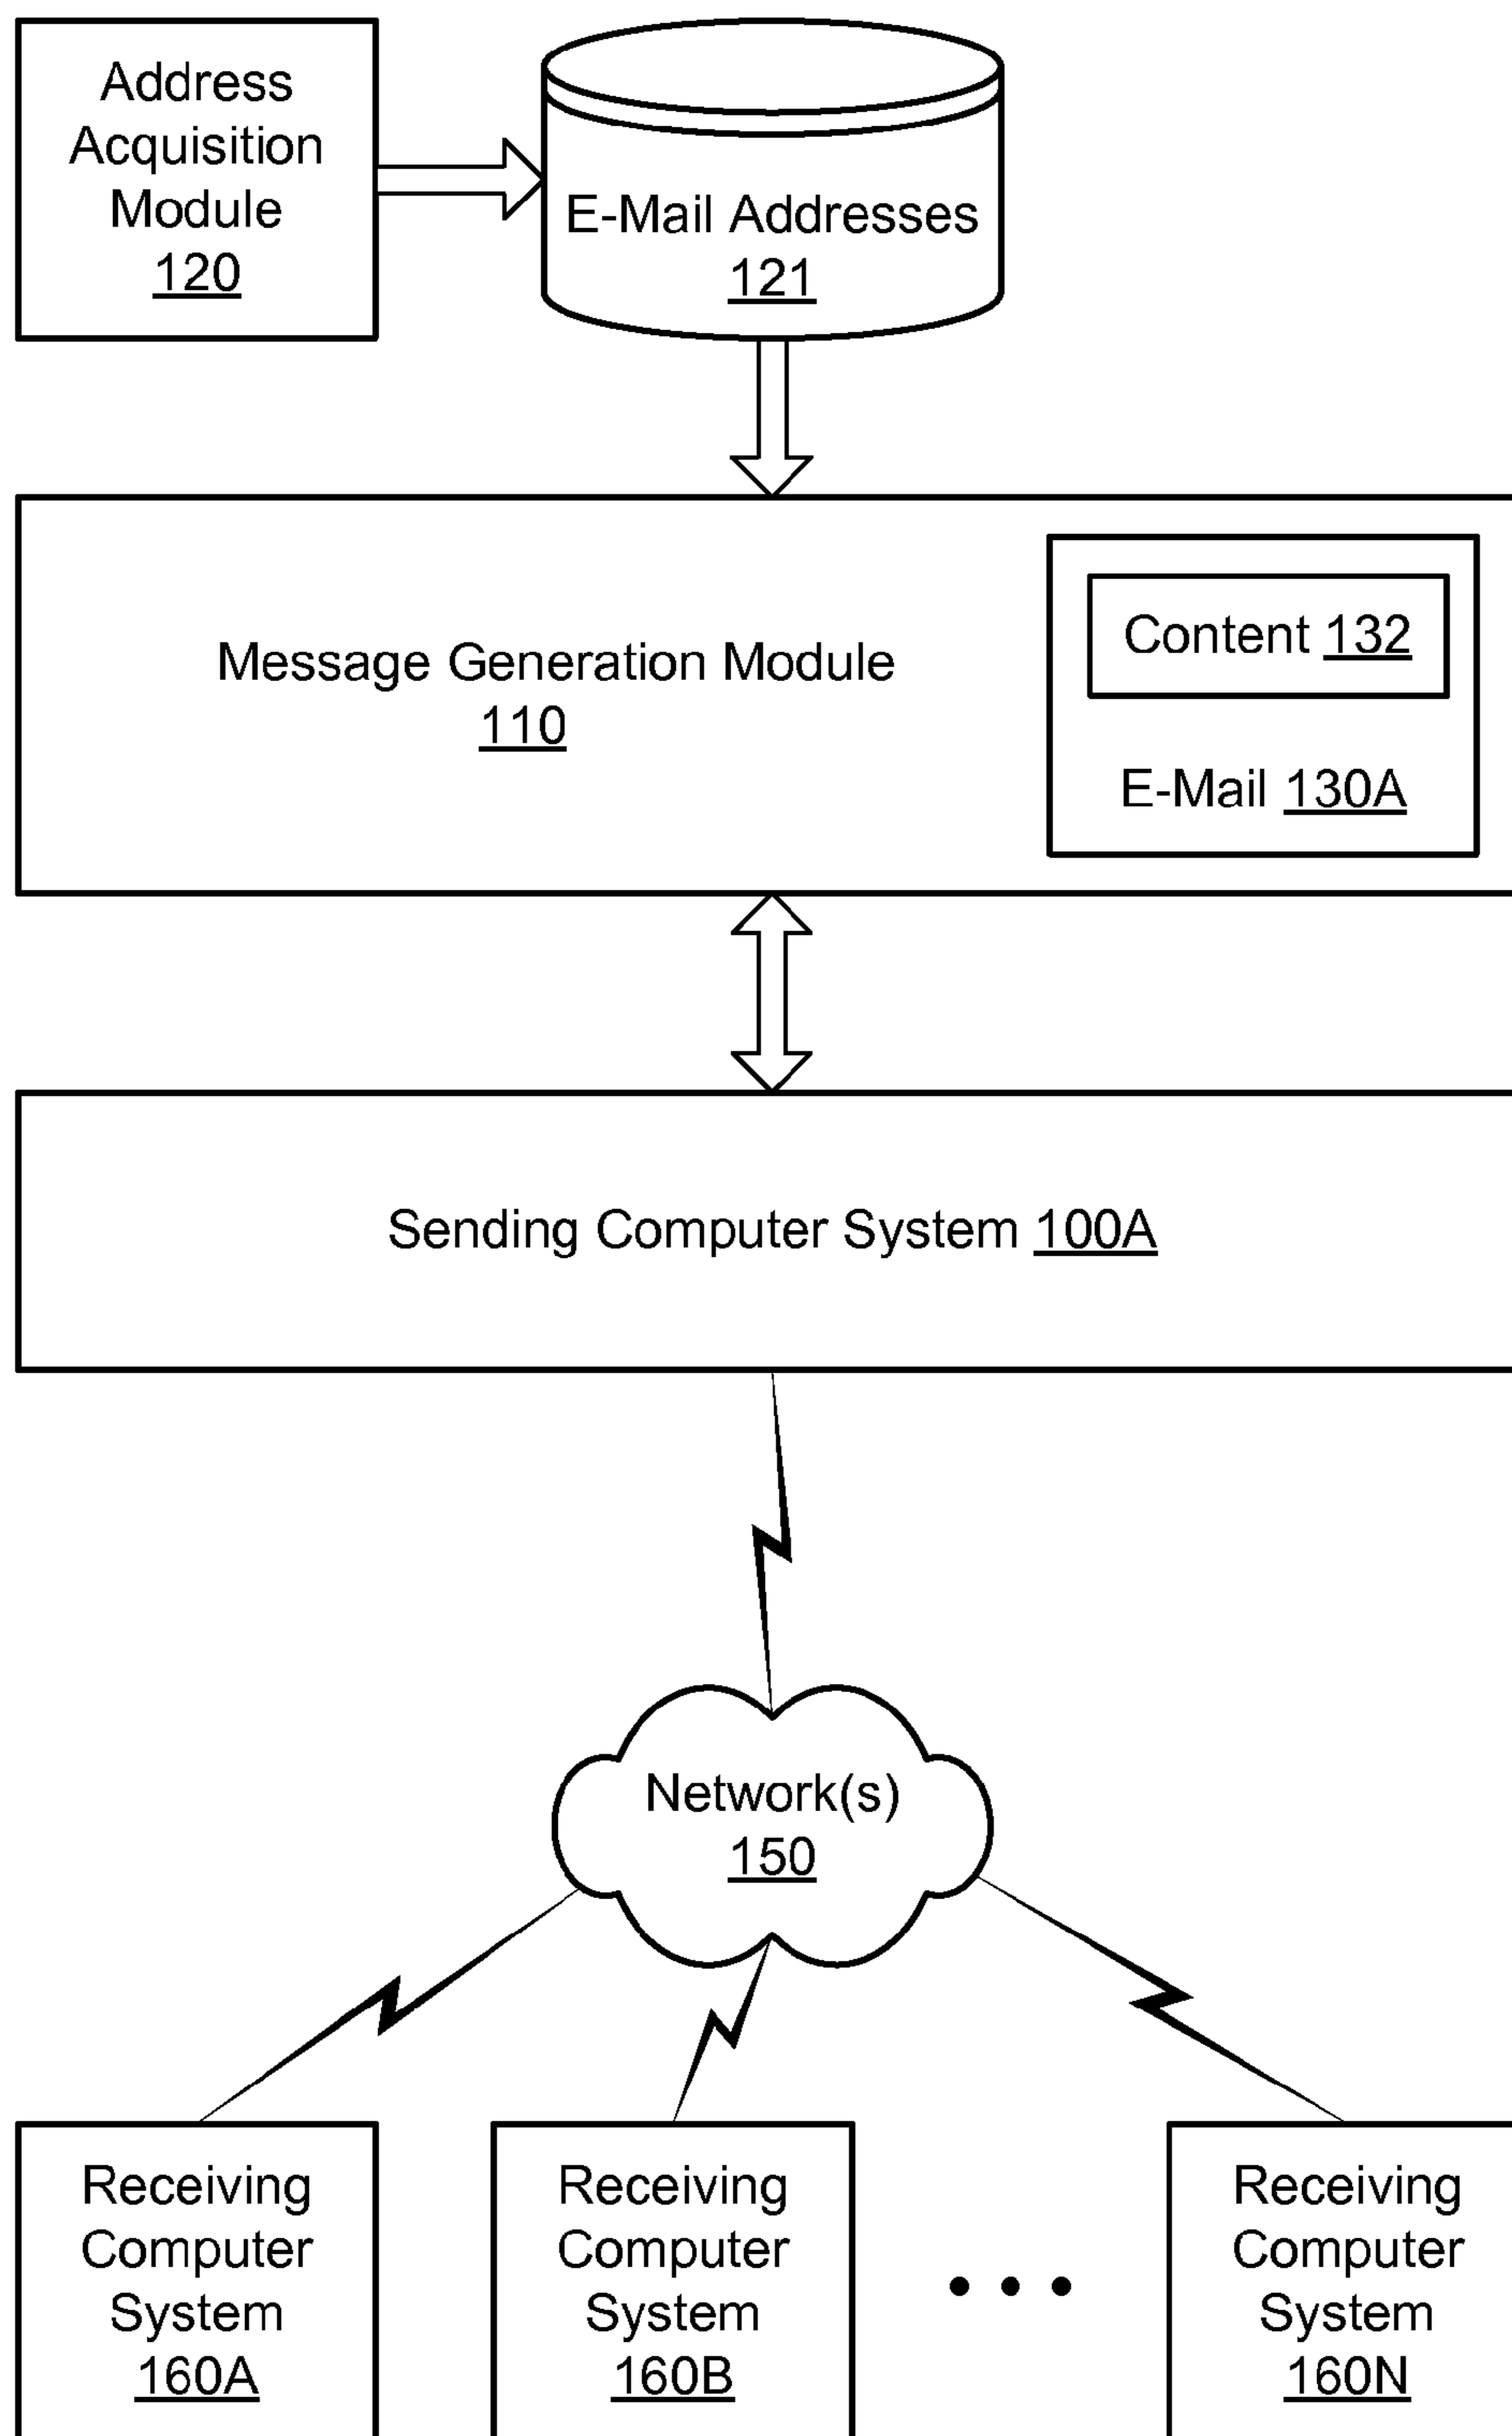 Address
Acquisition
Module
120
E-Mail Addresses
121
Message Generation Module
110
Content 132
E-Mail 130A
Sending Computer System 100A
Network(s)
150
Receiving
Computer
System
160A
Receiving
Computer
System
160B
Receiving
Computer
System
160N